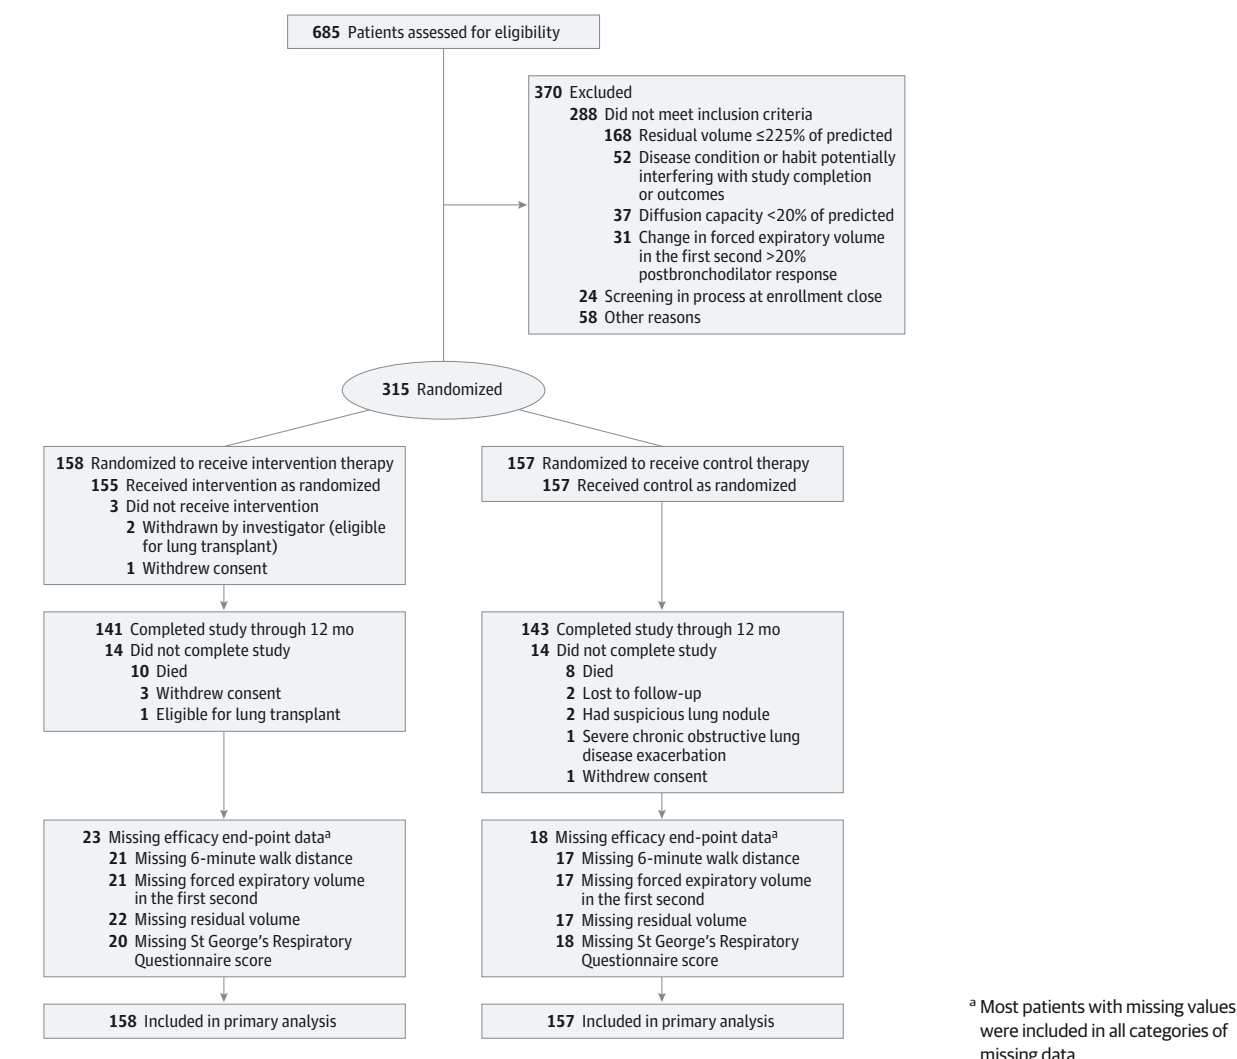 685 Patients assessed for eligibility
370 Excluded
288 Did not meet inclusion criteria
168 Residual volume ≤225% of predicted
52 Disease condition or habit potentially
interfering with study completion
or outcomes
37 Diffusion capacity <20% of predicted
31 Change in forced expiratory volume
in the first second >20%
postbronchodilator response
24 Screening in process at enrollment close
58 Other reasons
315 Randomized
158 Randomized to receive intervention therapy
155 Received intervention as randomized
3 Did not receive intervention
2 Withdrawn by investigator (eligible
for lung transplant)
1 Withdrew consent
157 Randomized to receive control therapy
157 Received control as randomized
141 Completed study through 12 mo
14 Did not complete study
10 Died
3 Withdrew consent
1 Eligible for lung transplant
143 Completed study through 12 mo
14 Did not complete study
8 Died
2 Lost to follow-up
2 Had suspicious lung nodule
1 Severe chronic obstructive lung
disease exacerbation
1 Withdrew consent
23 Missing efficacy end-point dataª
21 Missing 6-minute walk distance
21 Missing forced expiratory volume
in the first second
22 Missing residual volume
20 Missing St George's Respiratory
Questionnaire score
18 Missing efficacy end-point dataª
17 Missing 6-minute walk distance
17 Missing forced expiratory volume
in the first second
17 Missing residual volume
18 Missing St George's Respiratory
Questionnaire score
158 Included in primary analysis
157 Included in primary analysis
ª Most patients with missing values
were included in all categories of
missing data